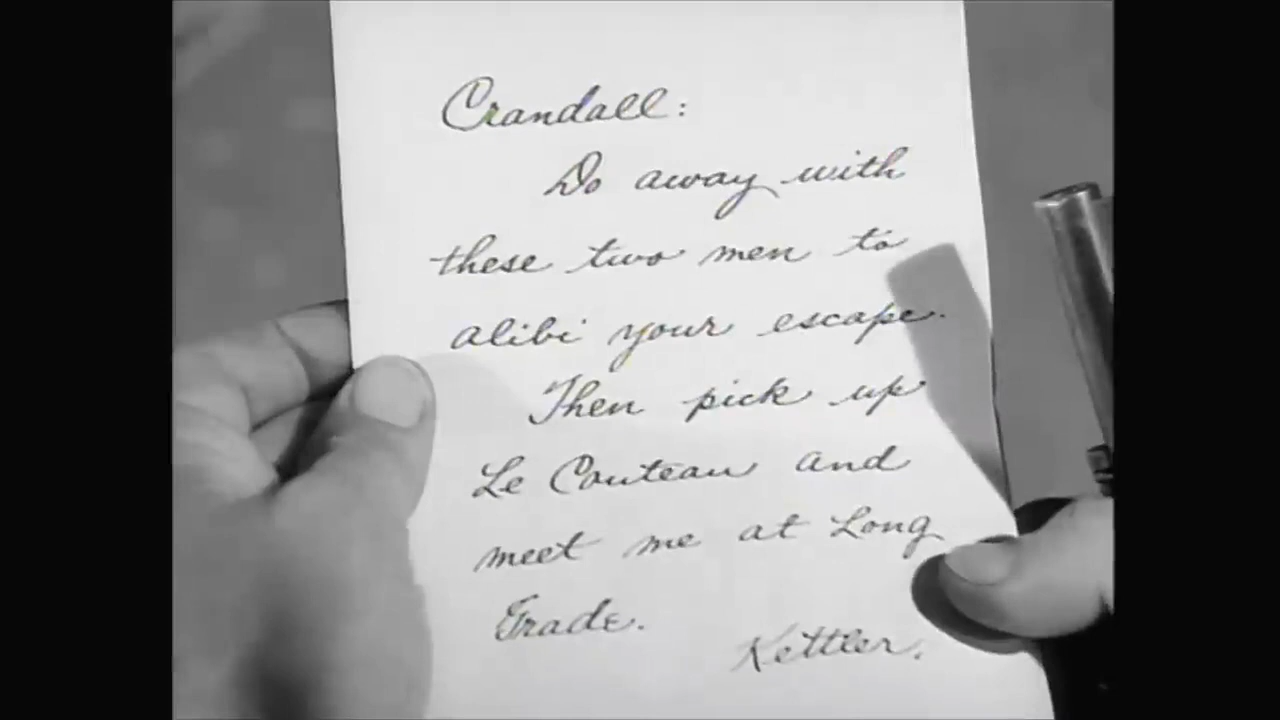 Crandall:
Do away with
these two men to
alibi your escape.
Then pick up
Le Couteau and
meet me at Long
Grade.
Kettler.